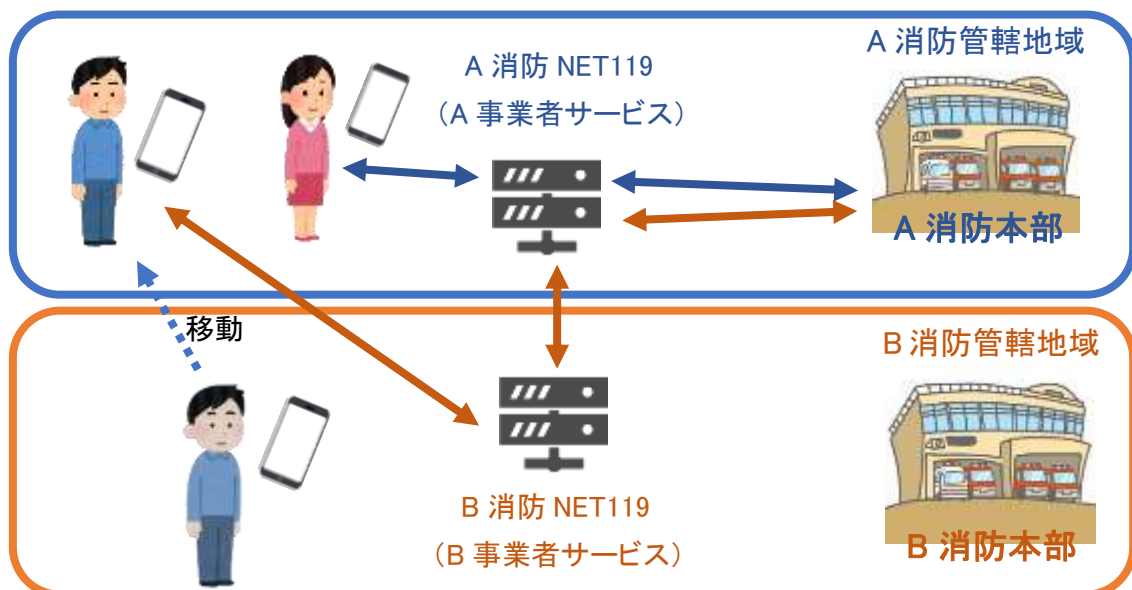 A 消防管轄地域
A 消防 NET119
（A 事業者サービス）
A 消防本部
移動
B 消防管轄地域
B 消防 NET119
（B 事業者サービス）
B 消防本部